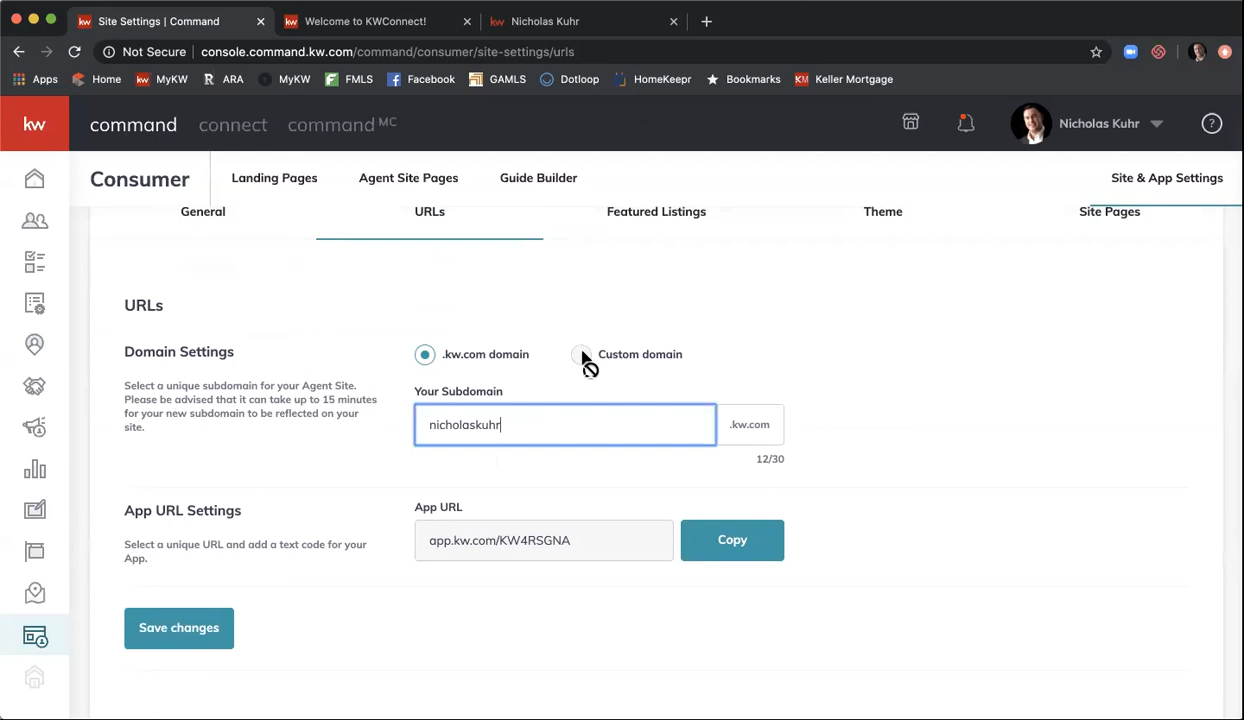 Site Settings | Command
kw Welcome to KWConnect!
kw Nicholas Kuhr
Not Secure | console.command.kw.com/command/consumer/site-settings/urls
Apps Home kw MyKW R ARA MyKW FMLS Facebook GAMLS Dotloop HomeKeepr Bookmarks KM Keller Mortgage
kw command connect command MC Nicholas Kuhr ?
Consumer Landing Pages Agent Site Pages Guide Builder Site & App Settings
General URLs Featured Listings Theme Site Pages
URLs
Domain Settings
Select a unique subdomain for your Agent Site.
Please be advised that it can take up to 15 minutes
for your new subdomain to be reflected on your
site.
.kw.com domain Custom domain
Your Subdomain
nicholaskuhr .kw.com
12/30
App URL Settings
Select a unique URL and add a text code for your
App.
App URL
app.kw.com/KW4RSGNA Copy
Save changes